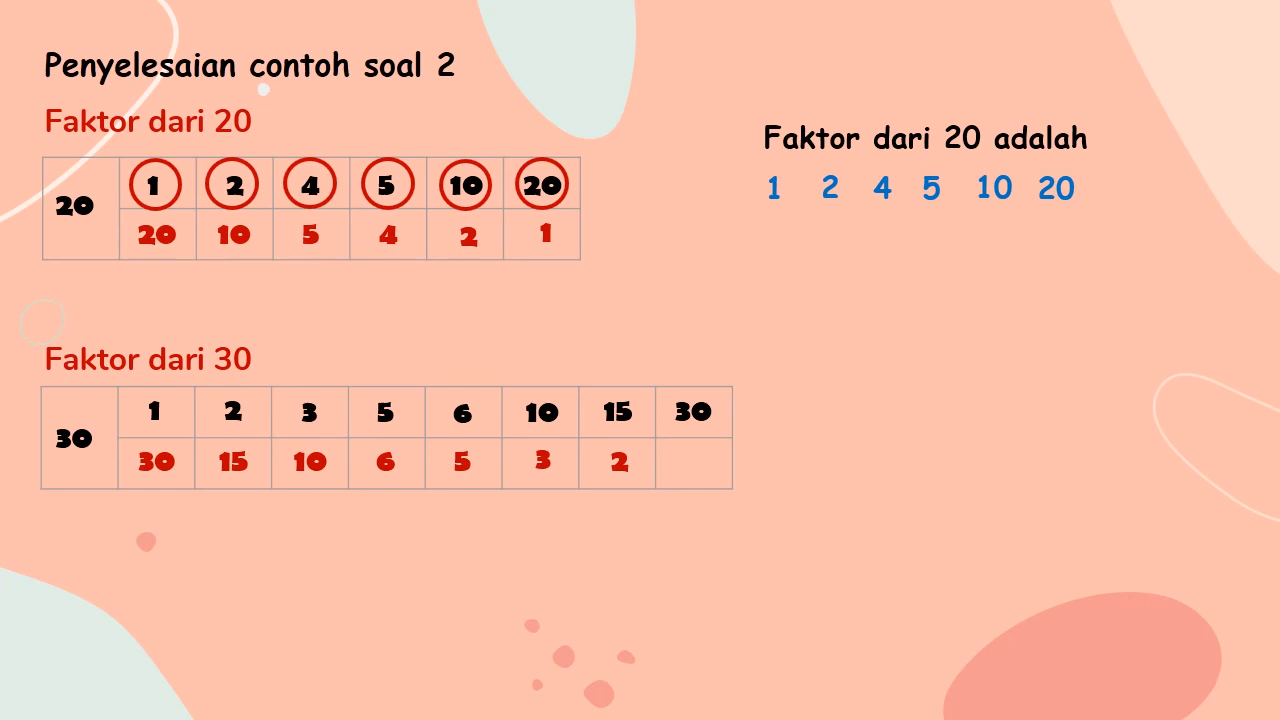 Penyelesaian contoh soal 2
Faktor dari 20
20 1 2 4 5 10 20
20 10 5 4 2 1
Faktor dari 20 adalah
1 2 4 5 10 20
Faktor dari 30
30 1 2 3 5 6 10 15 30
30 15 10 6 5 3 2